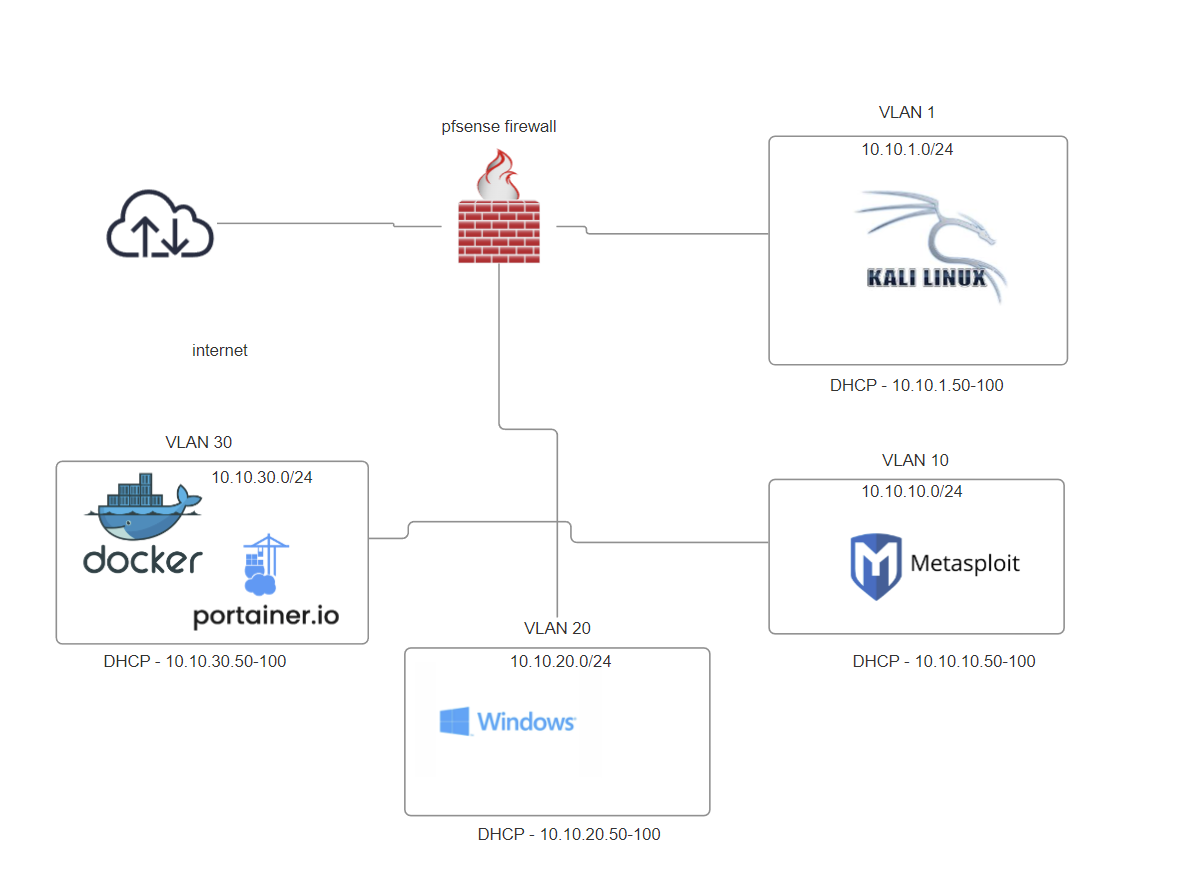 pfsense firewall
internet
VLAN 1
10.10.1.0/24
KALI LINUX
DHCP - 10.10.1.50-100
VLAN 30
10.10.30.0/24
docker
portainer.io
DHCP - 10.10.30.50-100
VLAN 10
10.10.10.0/24
Metasploit
DHCP - 10.10.10.50-100
VLAN 20
10.10.20.0/24
Windows
DHCP - 10.10.20.50-100